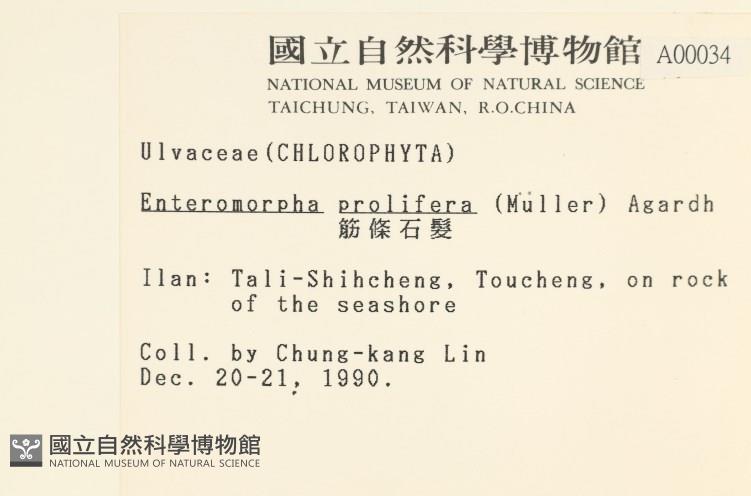 國立自然科學博物館 A00034
NATIONAL MUSEUM OF NATURAL SCIENCE
TAICHUNG, TAIWAN, R.O.CHINA
Ulvaceae(CHLOROPHYTA)
Enteromorpha prolifera (Müller) Agardh
筋條石髮
Ilan: Tali-Shihcheng, Toucheng, on rock
of the seashore
Coll. by Chung-kang Lin
Dec. 20-21, 1990.
國立自然科學博物館
NATIONAL MUSEUM OF NATURAL SCIENCE